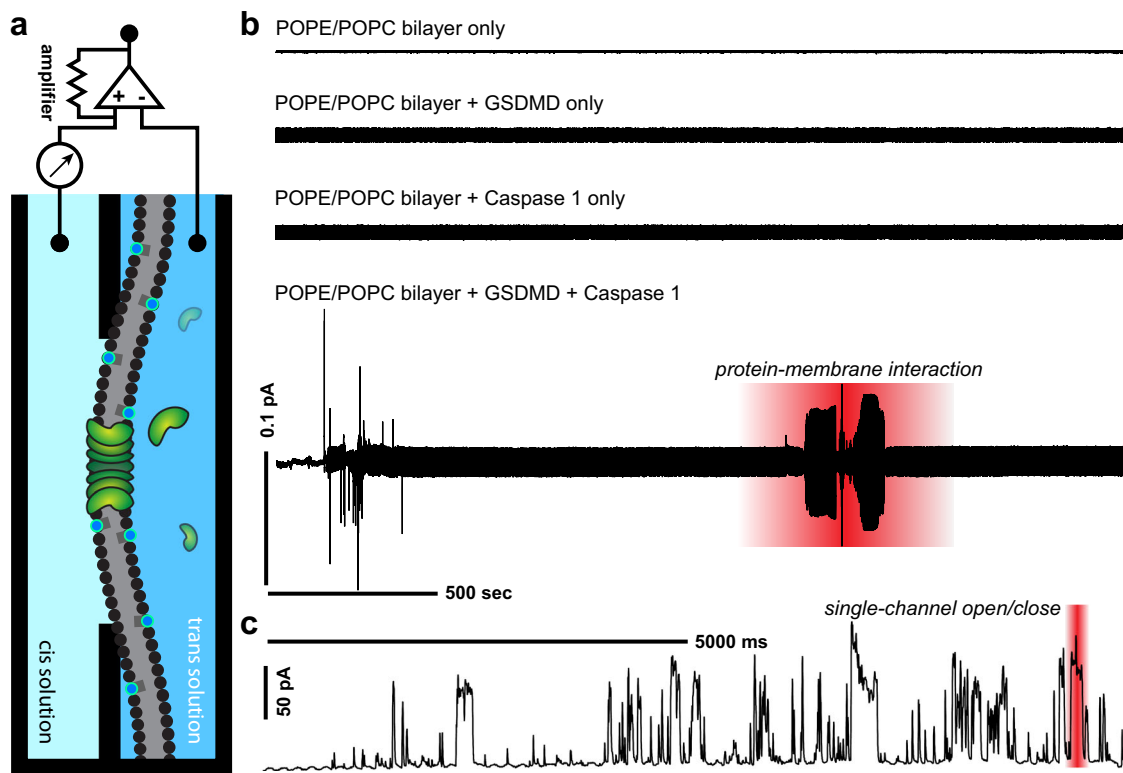 a
amplifier
+ -
cis solution
trans solution
b
POPE/POPC bilayer only
POPE/POPC bilayer + GSDMD only
POPE/POPC bilayer + Caspase 1 only
POPE/POPC bilayer + GSDMD + Caspase 1
protein-membrane interaction
0.1 pA
500 sec
c
single-channel open/close
5000 ms
50 pA